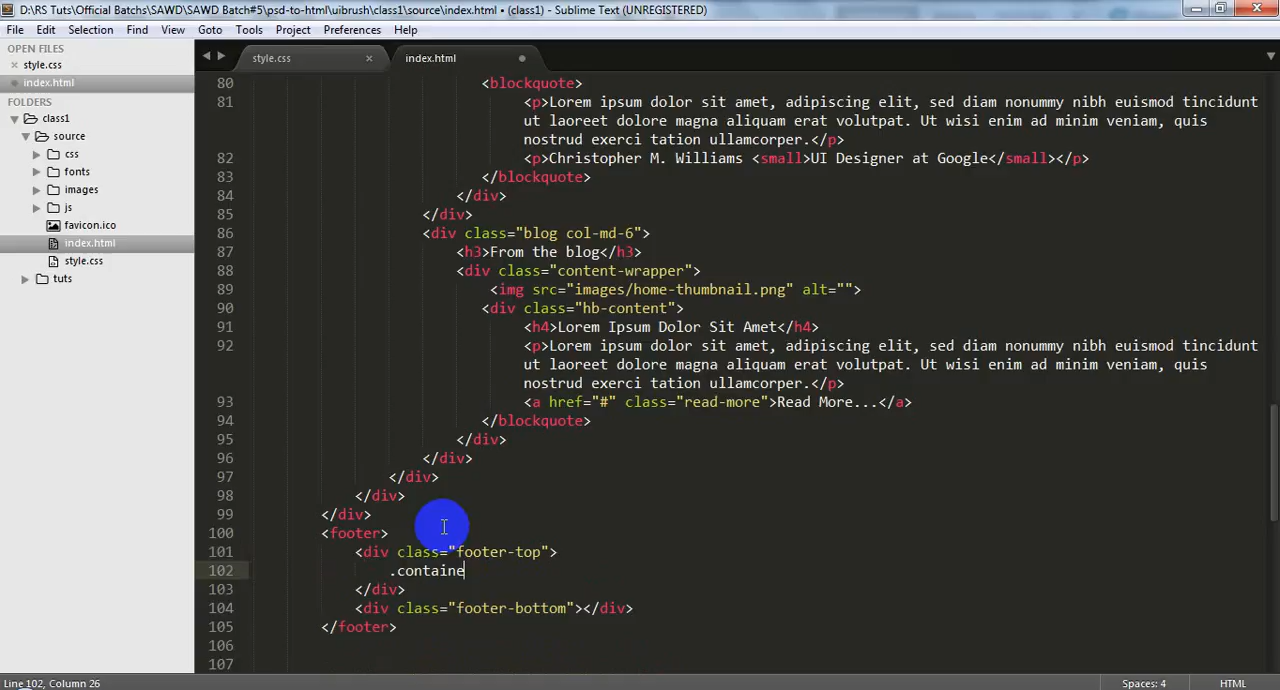 D:\RS Tuts\Official Batchs\SAWD\SAWD Batch#5\psd-to-html\uibrush\class1\source\index.html • (class1) - Sublime Text (UNREGISTERED)
File Edit Selection Find View Goto Tools Project Preferences Help
OPEN FILES
style.css
index.html
FOLDERS
class1
source
css
fonts
images
js
favicon.ico
index.html
style.css
tuts
style.css × index.html
80 <blockquote>
81 <p>Lorem ipsum dolor sit amet, adipiscing elit, sed diam nonummy nibh euismod tincidunt
ut laoreet dolore magna aliquam erat volutpat. Ut wisi enim ad minim veniam, quis
nostrud exerci tation ullamcorper.</p>
82 <p>Christopher M. Williams <small>UI Designer at Google</small></p>
83 </blockquote>
84 </div>
85 </div>
86 <div class="blog col-md-6">
87 <h3>From the blog</h3>
88 <div class="content-wrapper">
89 <img src="images/home-thumbnail.png" alt="">
90 <div class="hb-content">
91 <h4>Lorem Ipsum Dolor Sit Amet</h4>
92 <p>Lorem ipsum dolor sit amet, adipiscing elit, sed diam nonummy nibh euismod tincidunt
ut laoreet dolore magna aliquam erat volutpat. Ut wisi enim ad minim veniam, quis
nostrud exerci tation ullamcorper.</p>
93 <a href="#" class="read-more">Read More...</a>
94 </blockquote>
95 </div>
96 </div>
97 </div>
98 </div>
99 </div>
100 <footer>
101 <div class="footer-top">
102 .containe
103 </div>
104 <div class="footer-bottom"></div>
105 </footer>
106
107
Line 102, Column 26 Spaces: 4 HTML